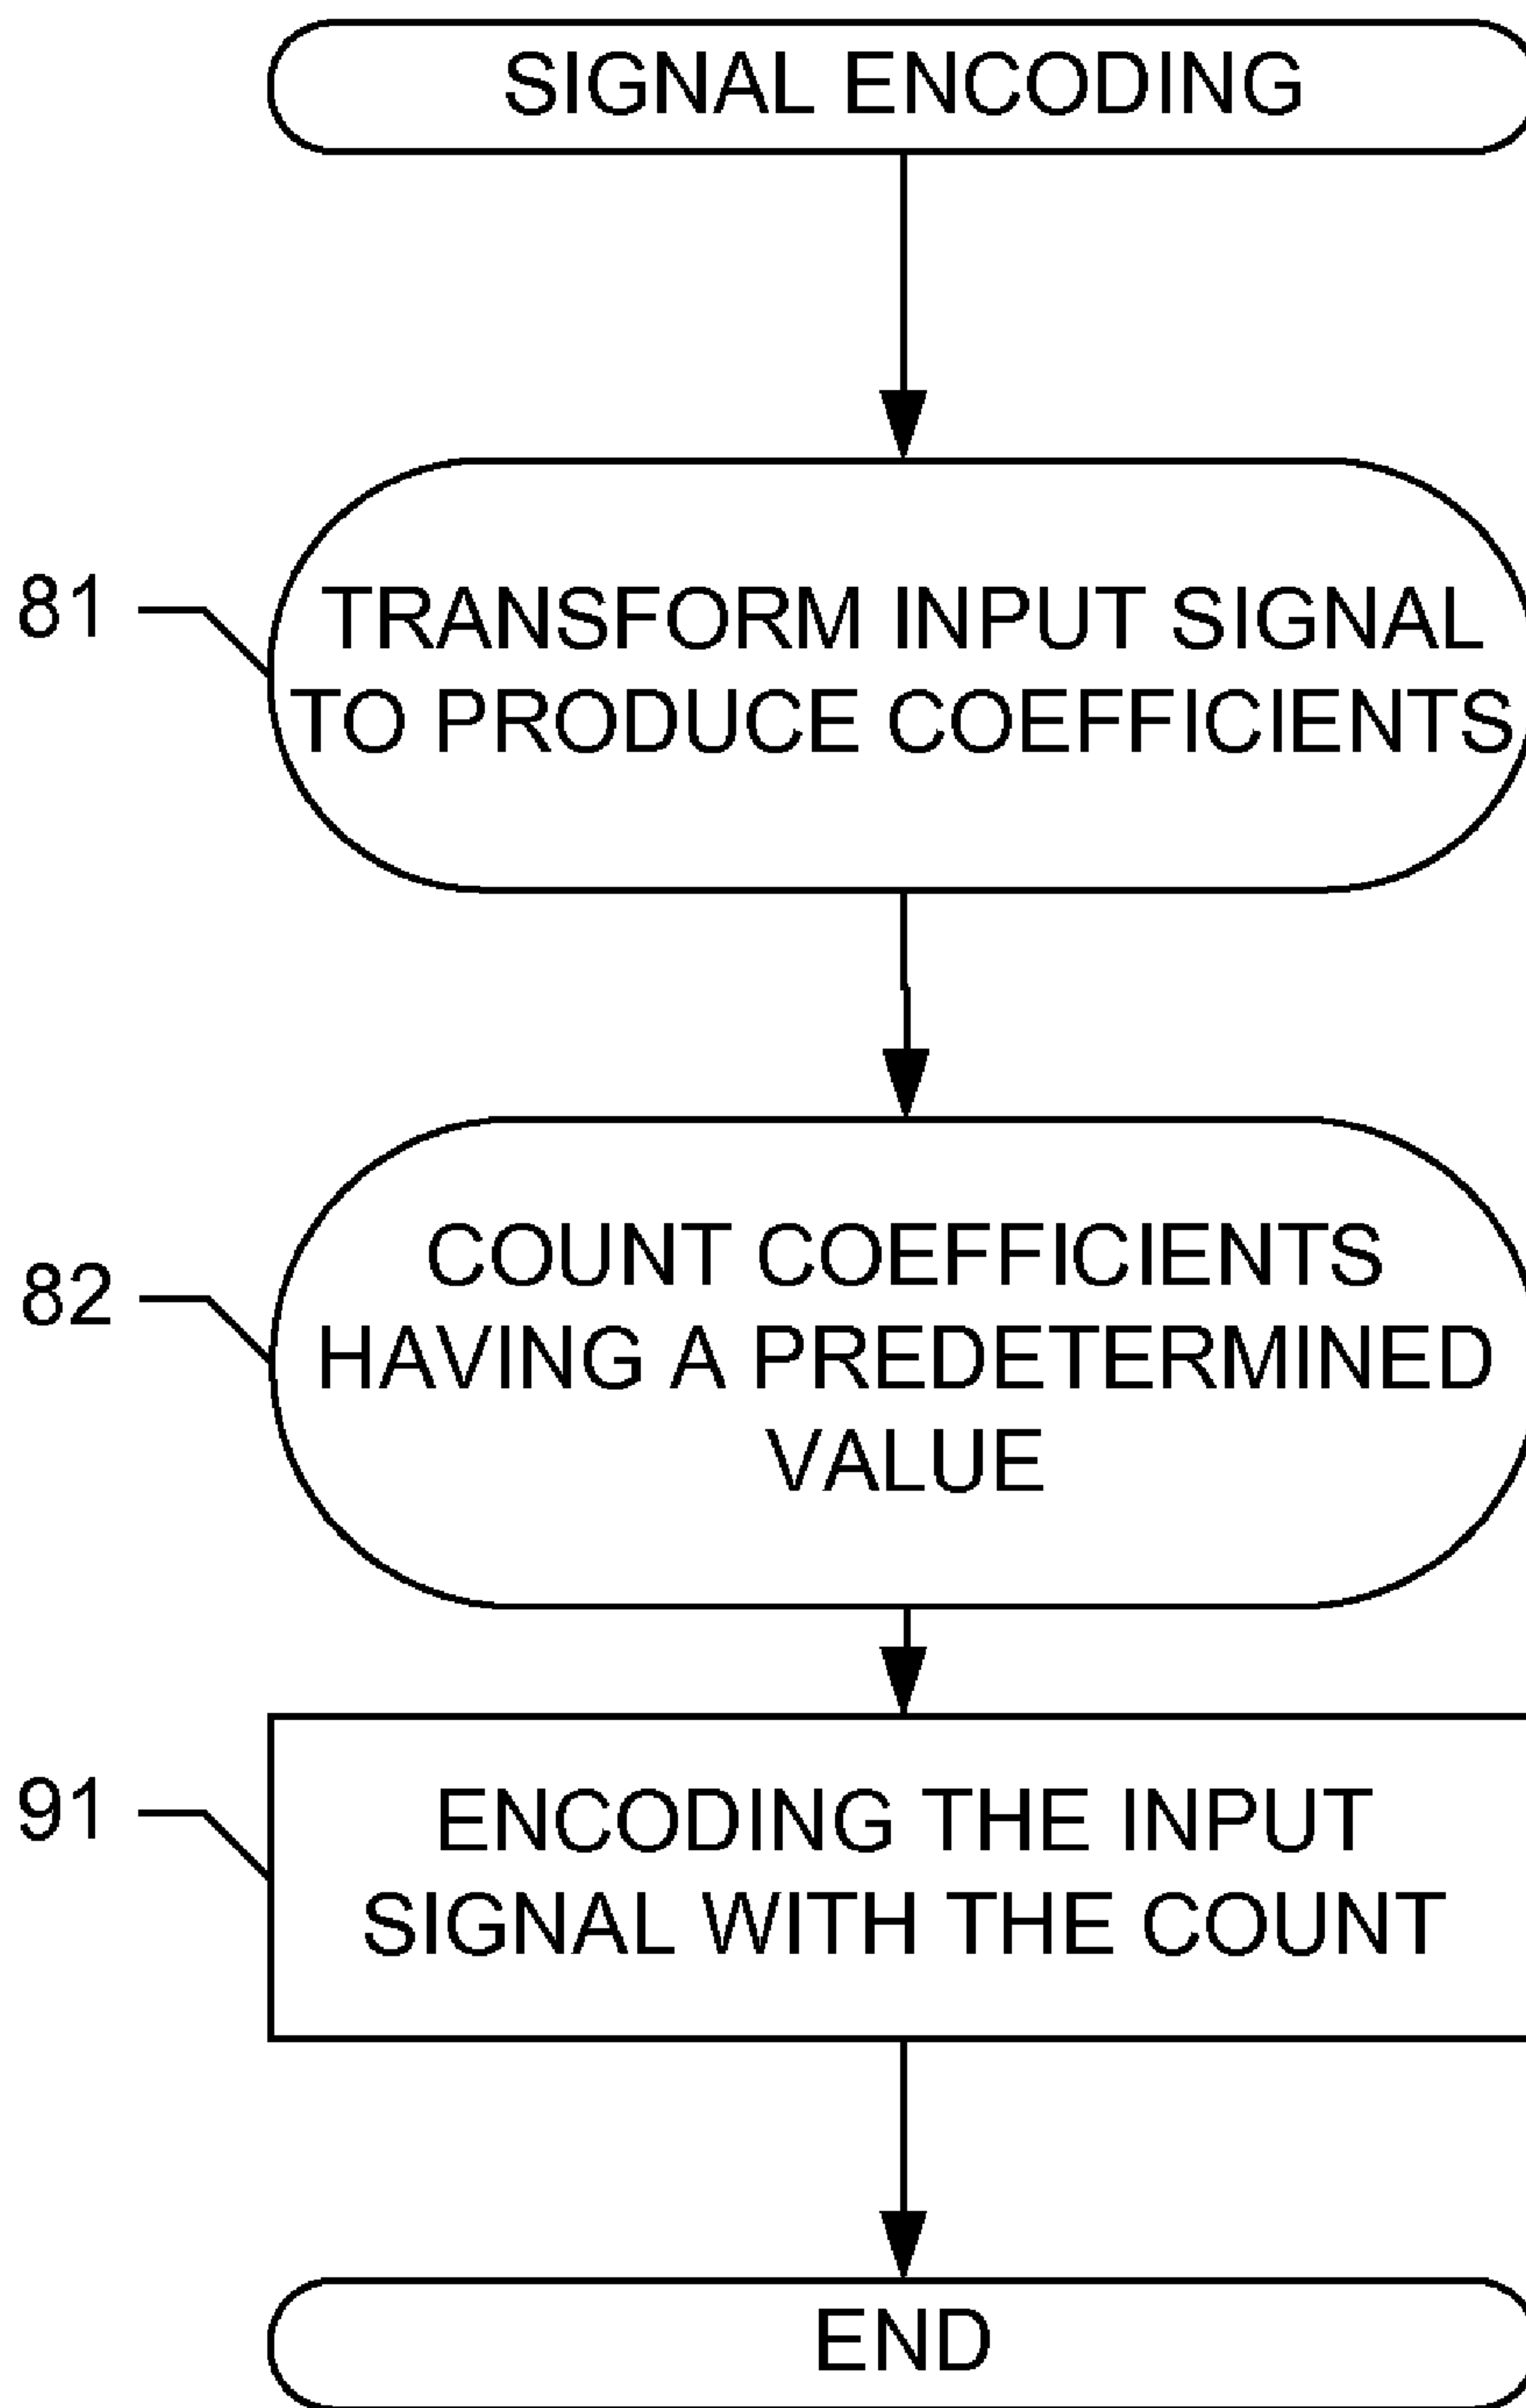 SIGNAL ENCODING
81
TRANSFORM INPUT SIGNAL
TO PRODUCE COEFFICIENTS
82
COUNT COEFFICIENTS
HAVING A PREDETERMINED
VALUE
91
ENCODING THE INPUT
SIGNAL WITH THE COUNT
END